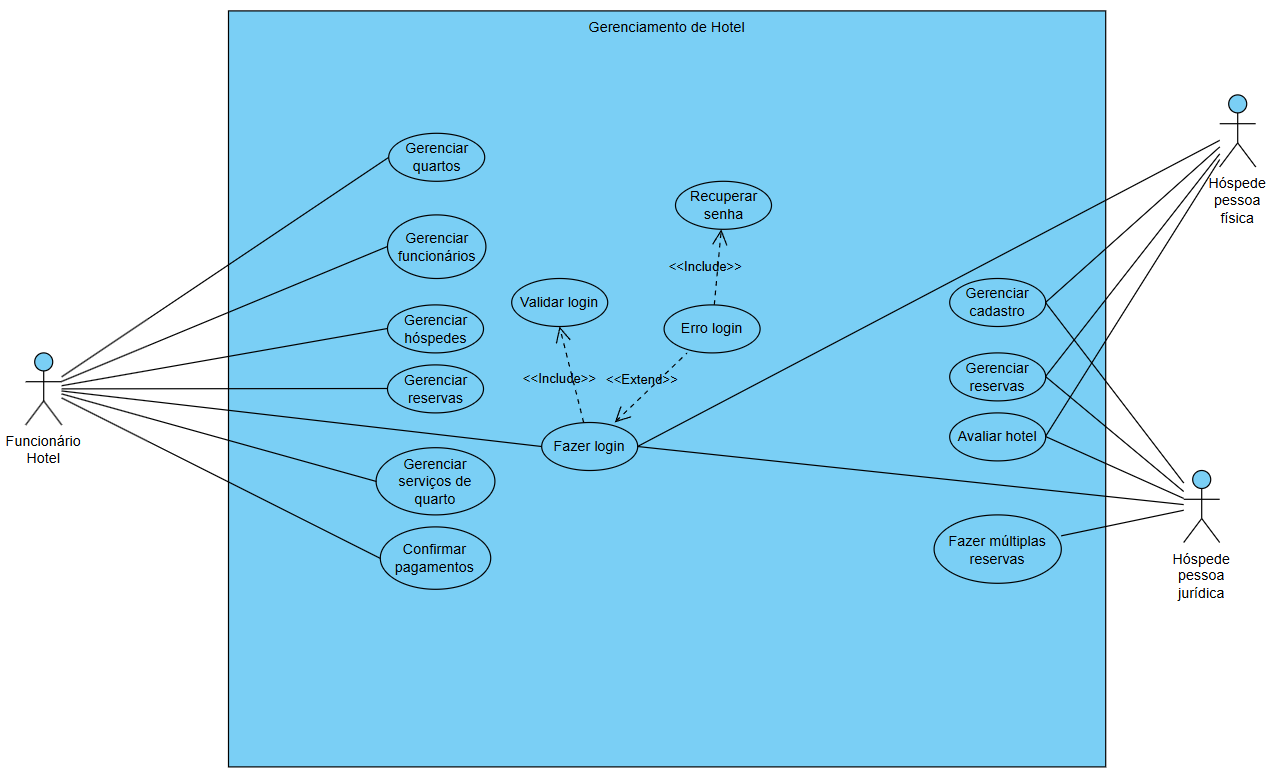 Gerenciamento de Hotel
Gerenciar
quartos
Gerenciar
funcionários
Gerenciar
hóspedes
Gerenciar
reservas
Gerenciar
serviços de
quarto
Confirmar
pagamentos
Funcionário
Hotel
Recuperar
senha
<<Include>>
Validar login
Erro login
<<Include>>
<<Extend>>
Fazer login
Gerenciar
cadastro
Gerenciar
reservas
Avaliar hotel
Fazer múltiplas
reservas
Hóspede
pessoa
física
Hóspede
pessoa
jurídica